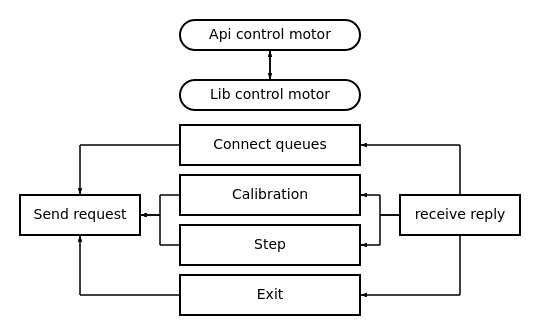 Api control motor
Lib control motor
Connect queues
Calibration
Send request
receive reply
Step
Exit